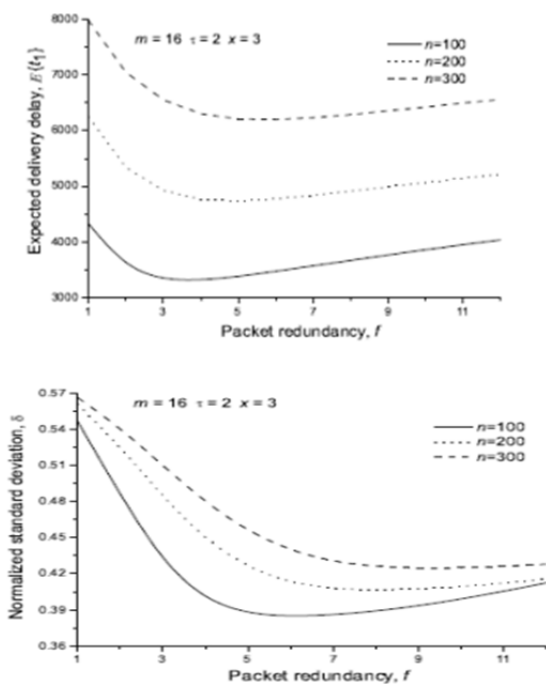 8000
7000
6000
5000
4000
3000
Expected delivery delay, E{t₁}
m = 16 τ = 2 x = 3
n=100
n=200
n=300
1 3 5 7 9 11
Packet redundancy, f
0.57
0.54
0.51
0.48
0.45
0.42
0.39
0.36
Normalized standard deviation, δ
m = 16 τ = 2 x = 3
n=100
n=200
n=300
1 3 5 7 9 11
Packet redundancy, f